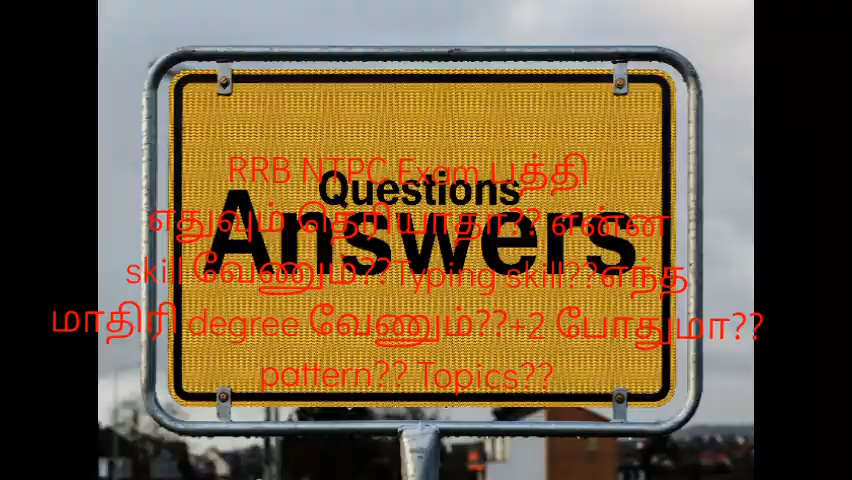 RRB NTPC Exam பத்தி
Questions
எதுவும் தெரியாதா?? என்ன
Answers
skill வேணும்??Typing skill??எந்த
மாதிரி degree வேணும்??+2 போதுமா??
pattern?? Topics??